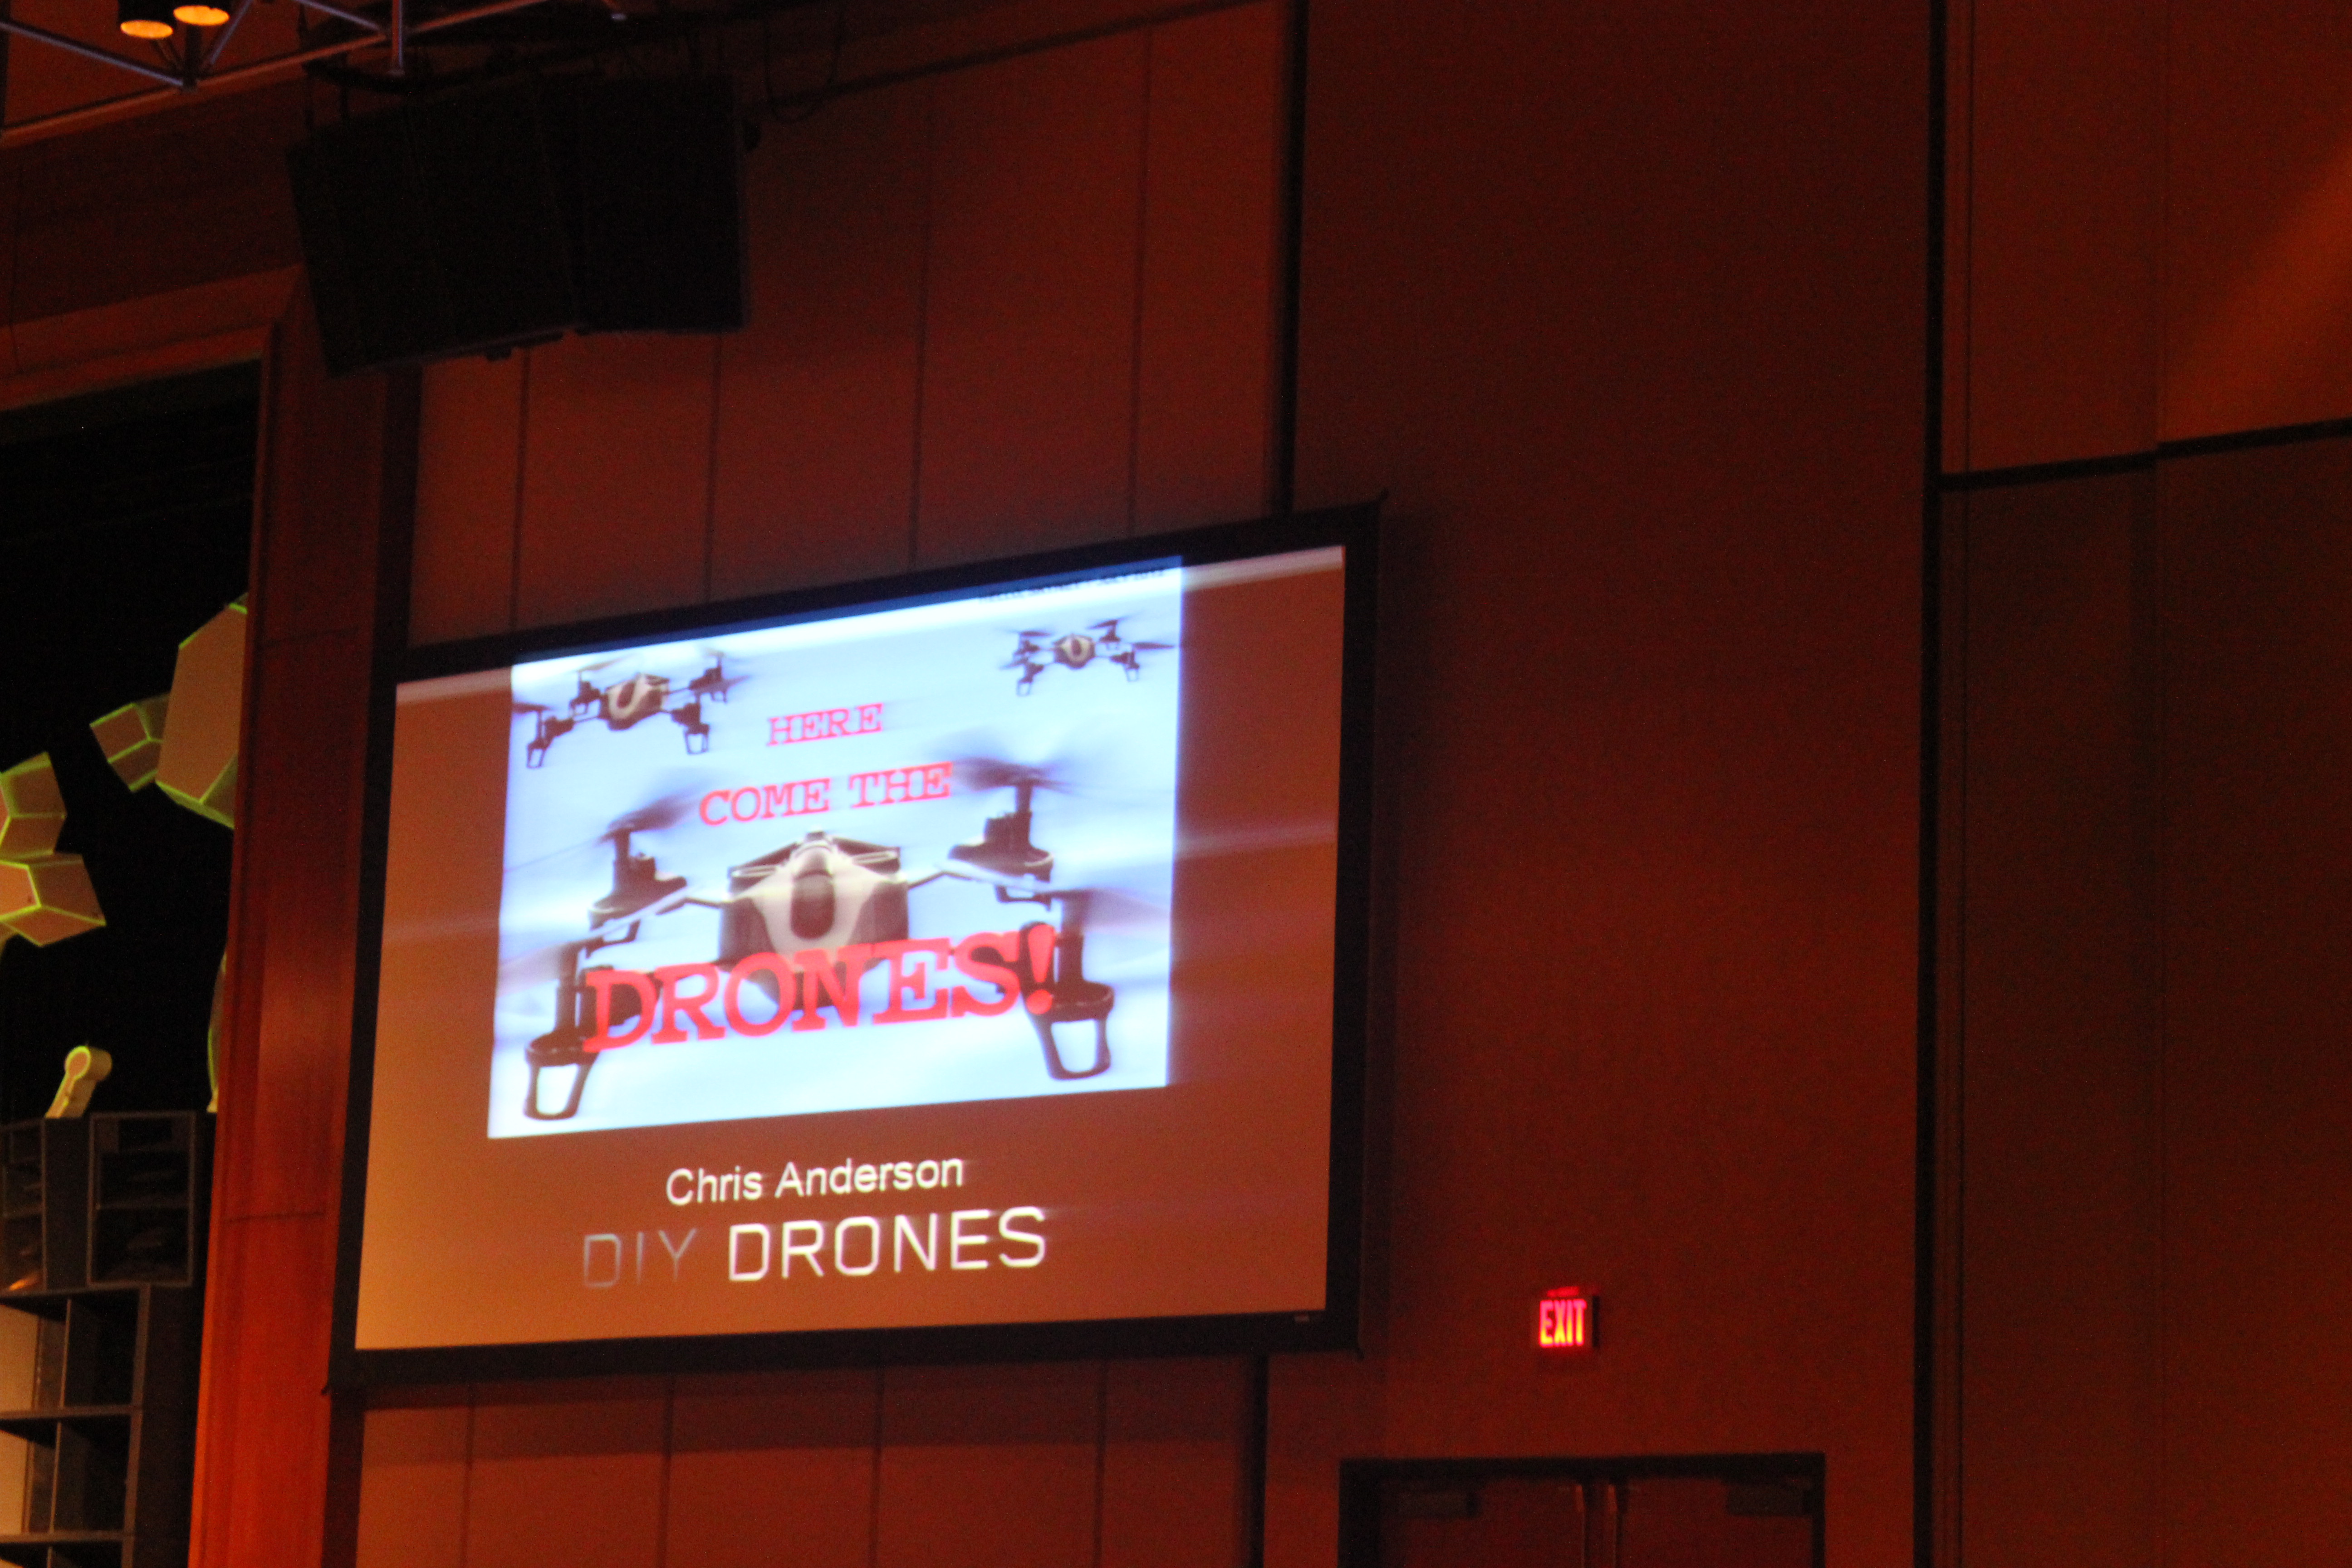 HERE
COME THE
DRONES!
Chris Anderson
DIY DRONES
EXIT